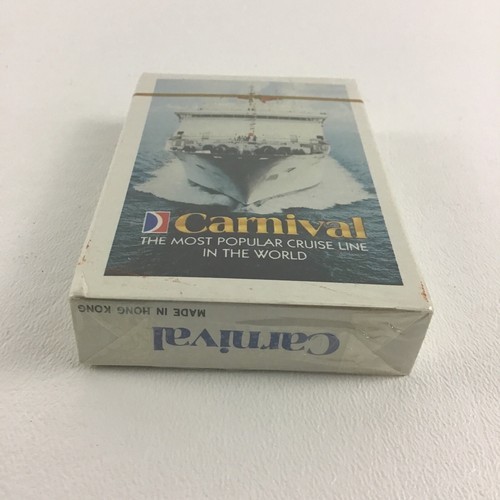 Carnival
THE MOST POPULAR CRUISE LINE
IN THE WORLD
MADE IN HONG KONG
Carnival